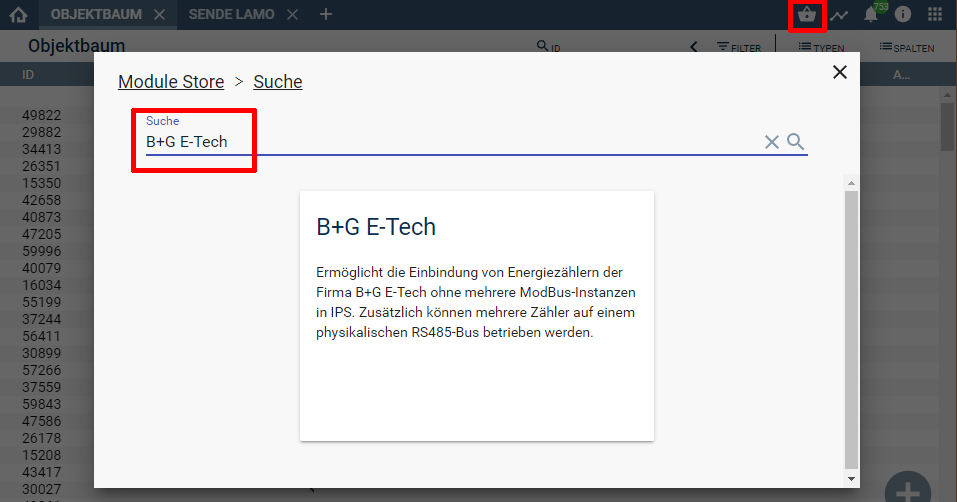 OBJEKTBAUM
SENDE LAMO
753
Objektbaum
ID
FILTER
TYPEN
SPALTEN
ID
A...
Module Store > Suche
Suche
B+G E-Tech
B+G E-Tech
Ermöglicht die Einbindung von Energiezählern der
Firma B+G E-Tech ohne mehrere ModBus-Instanzen
in IPS. Zusätzlich können mehrere Zähler auf einem
physikalischen RS485-Bus betrieben werden.
49822
29882
34413
26351
15350
42658
40873
47205
59996
40079
16034
55199
37244
56411
30899
57266
37559
59843
47586
26178
15208
43417
30027